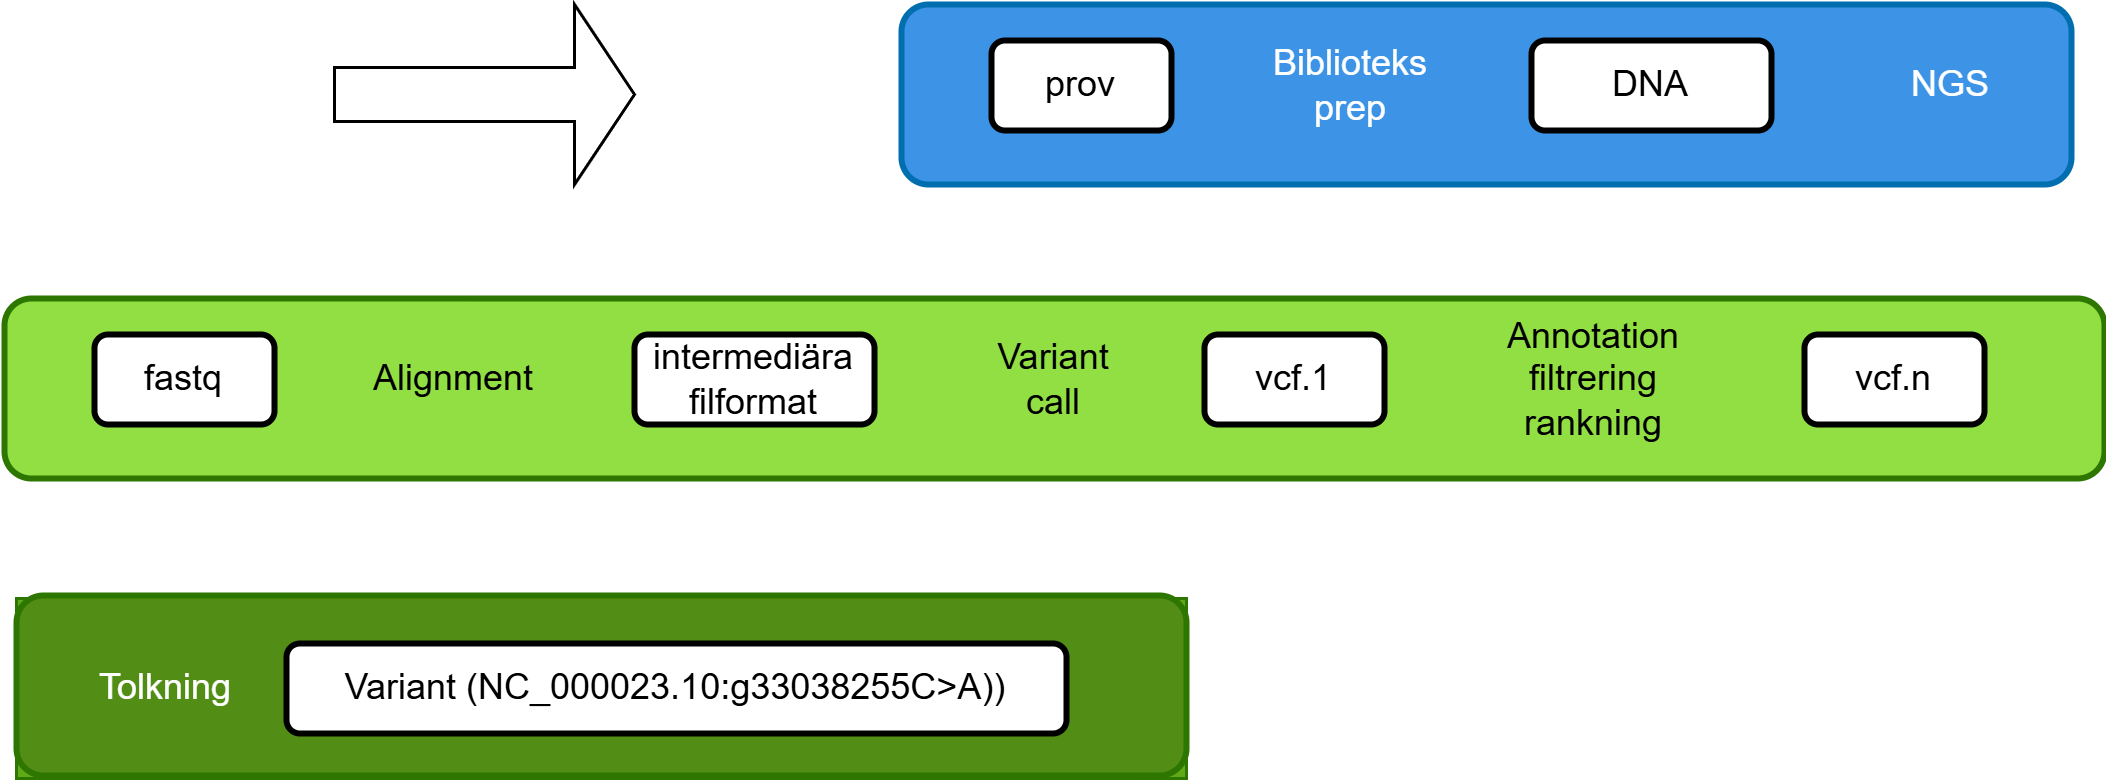 prov
Biblioteks
prep
DNA
NGS
fastq
Alignment
intermediära
filformat
Variant
call
vcf.1
Annotation
filtrering
rankning
vcf.n
Tolkning
Variant (NC_000023.10:g33038255C>A))